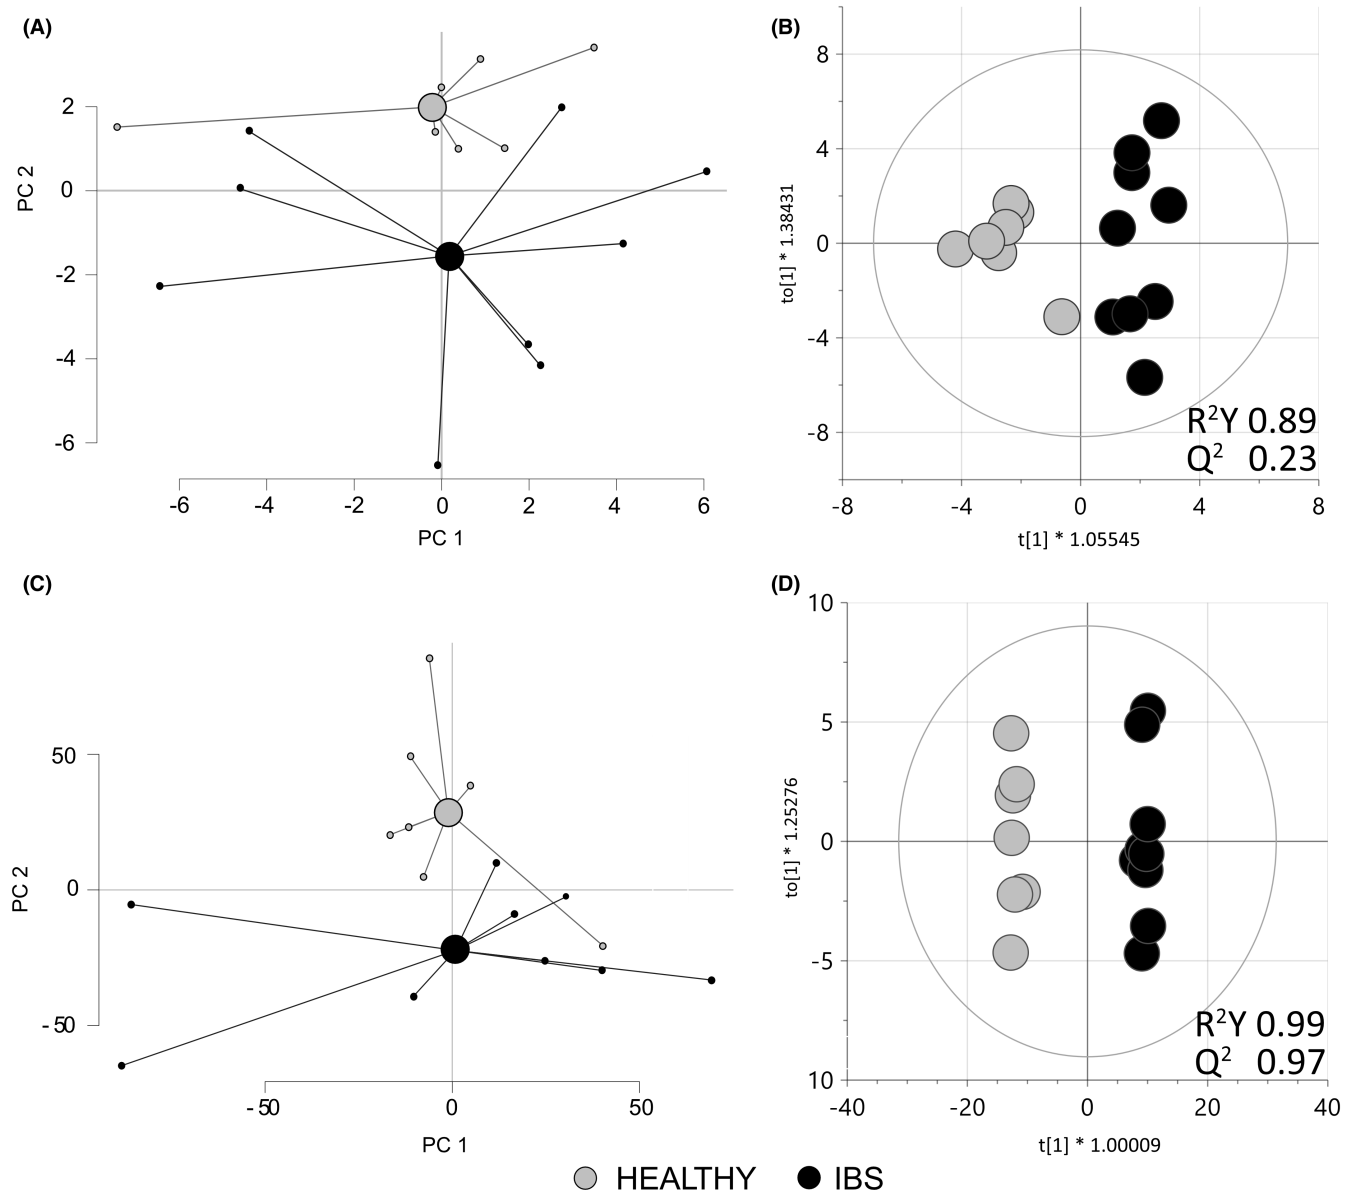 (A)
PC 2
2
0
-2
-4
-6
-6
-4
-2
0
2
4
6
PC 1
(B)
to[1] * 1.38431
8
4
0
-4
-8
-8
-4
0
4
8
R²Y 0.89
Q² 0.23
t[1] * 1.05545
(C)
PC 2
50
0
-50
-50
0
50
PC 1
(D)
to[1] * 1.25276
10
5
0
-5
10
-40
-20
0
20
40
R²Y 0.99
Q² 0.97
t[1] * 1.00009
HEALTHY IBS